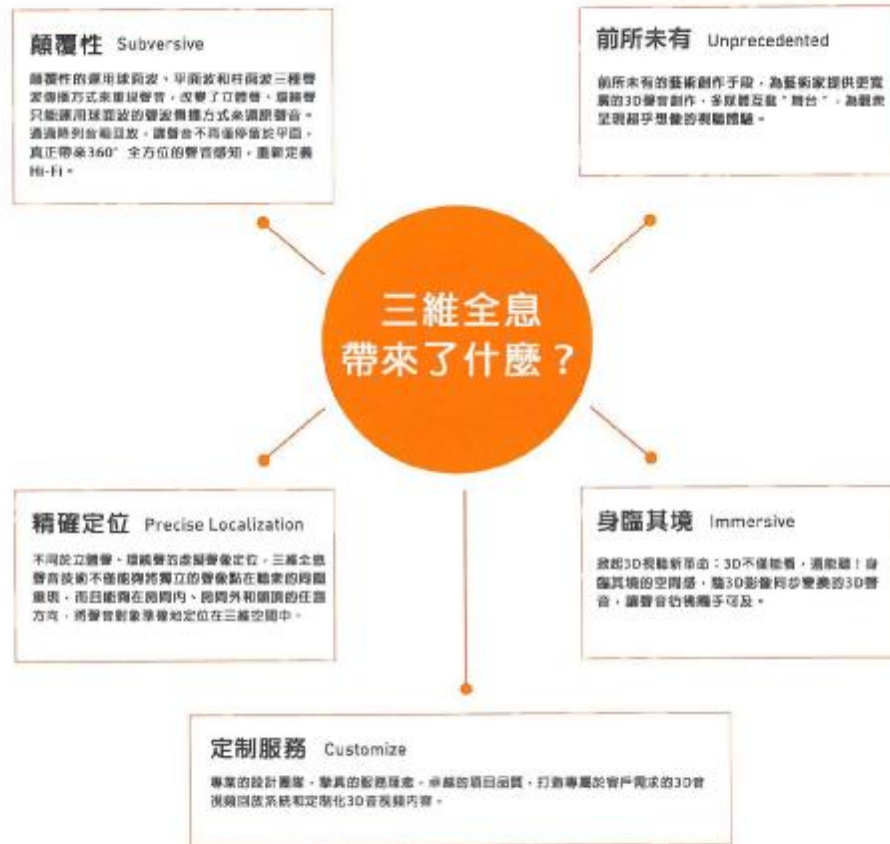 顛覆性 Subversive
顛覆性的運用球面波、平面波和柱面波三種聲
波傳播方式來重現聲音，改變了立體聲、環繞聲
只能運用球面波的聲波傳播方式來還原聲音。
通過陣列音箱回放，讓聲音不再僅停留於平面，
真正帶來360°全方位的聲音感知，重新定義
Hi-Fi。
前所未有 Unprecedented
前所未有的藝術創作手段，為藝術家提供更寬
廣的3D聲音創作、多媒體互動"舞台"，為觀眾
呈現超乎想像的視聽體驗。
三維全息
帶來了什麼？
精確定位 Precise Localization
不同於立體聲、環繞聲的虛擬聲像定位，三維全息
聲音技術不僅能夠將獨立的聲像點在聽眾的周圍
重現，而且能夠在房間內、房間外和頭頂的任意
方向，將聲音對象準確地定位在三維空間中。
身臨其境 Immersive
掀起3D視聽新革命：3D不僅能看，還能聽！身
臨其境的空間感，隨3D影像同步變換的3D聲
音，讓聲音彷彿觸手可及。
定制服務 Customize
專業的設計團隊，摯真的服務理念，卓越的項目品質，打造專屬於客戶需求的3D音
視頻回放系統和定制化3D音視頻內容。